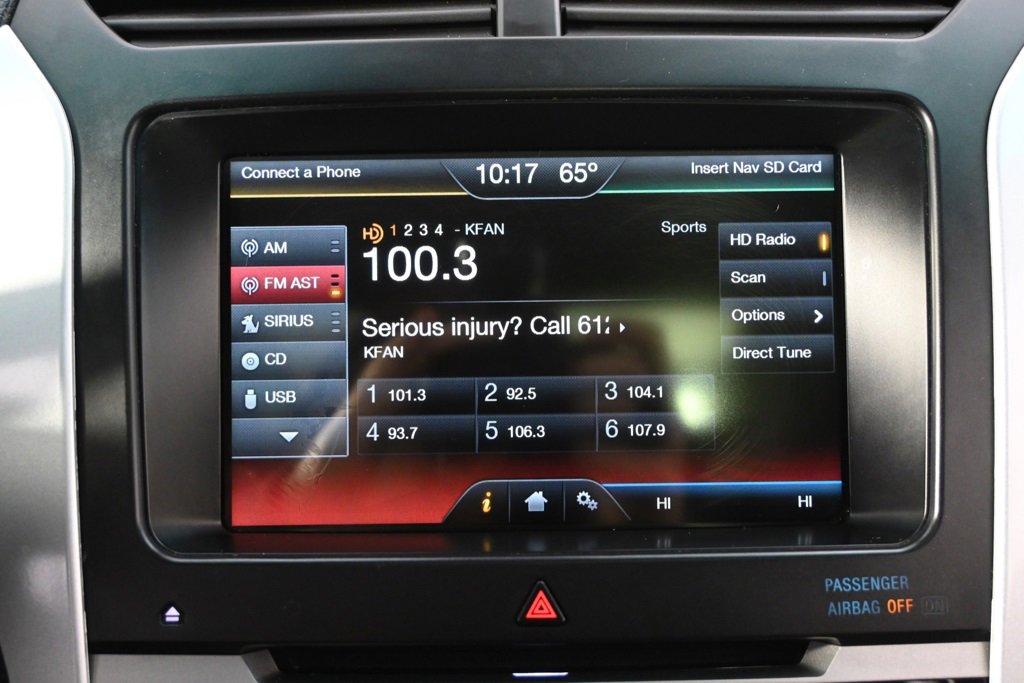 Connect a Phone 10:17 65° Insert Nav SD Card
HD 1 2 3 4 - KFAN Sports
100.3
AM
FM AST
SIRIUS
CD
USB
HD Radio
Scan
Options
Direct Tune
Serious injury? Call 612
KFAN
1 101.3 2 92.5 3 104.1
4 93.7 5 106.3 6 107.9
i HI HI
PASSENGER
AIRBAG OFF ON